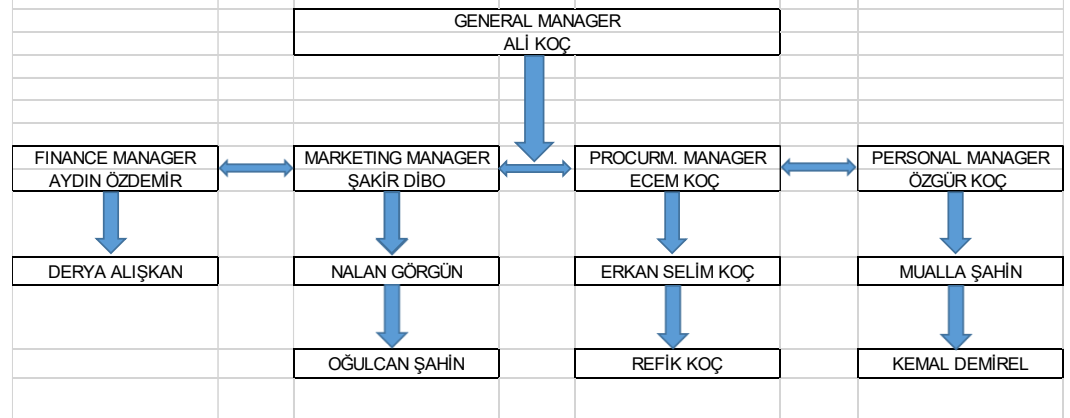 GENERAL MANAGER
ALİ KOÇ
FINANCE MANAGER
AYDIN ÖZDEMİR
MARKETING MANAGER
ŞAKİR DİBO
PROCURM. MANAGER
ECEM KOÇ
PERSONAL MANAGER
ÖZGÜR KOÇ
DERYA ALIŞKAN
NALAN GÖRGÜN
ERKAN SELİM KOÇ
MUALLA ŞAHİN
OĞULCAN ŞAHİN
REFİK KOÇ
KEMAL DEMİREL